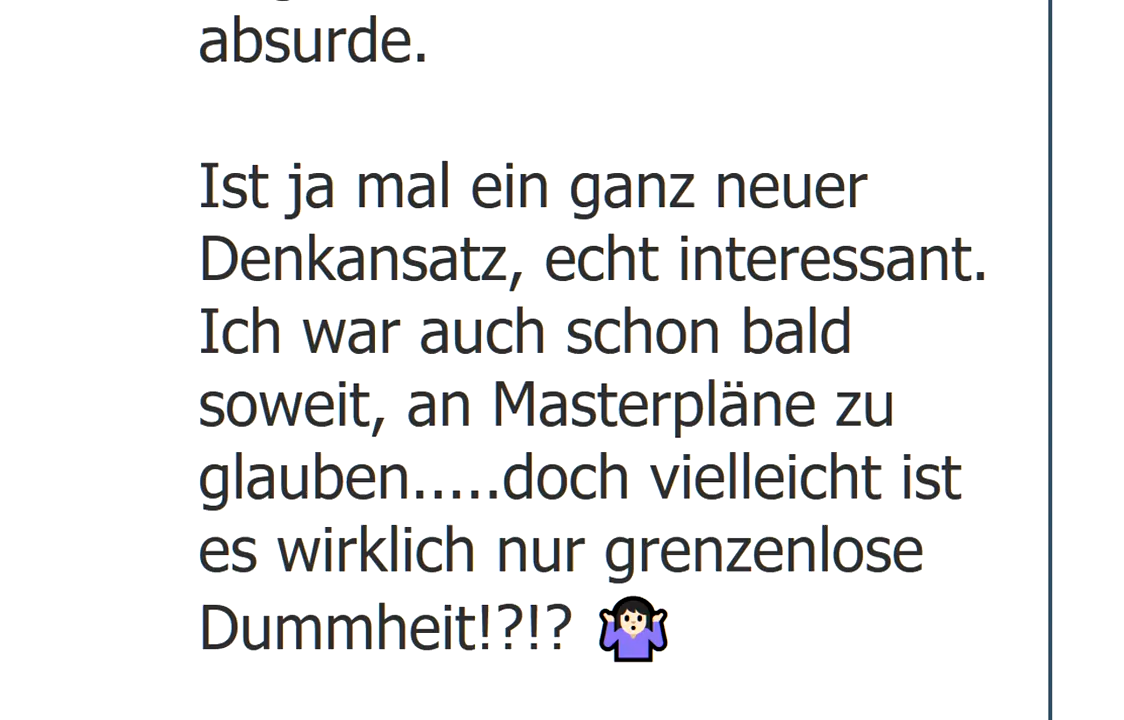 absurde.
Ist ja mal ein ganz neuer
Denkansatz, echt interessant.
Ich war auch schon bald
soweit, an Masterpläne zu
glauben.....doch vielleicht ist
es wirklich nur grenzenlose
Dummheit!?!? 🤷🏻‍♀️